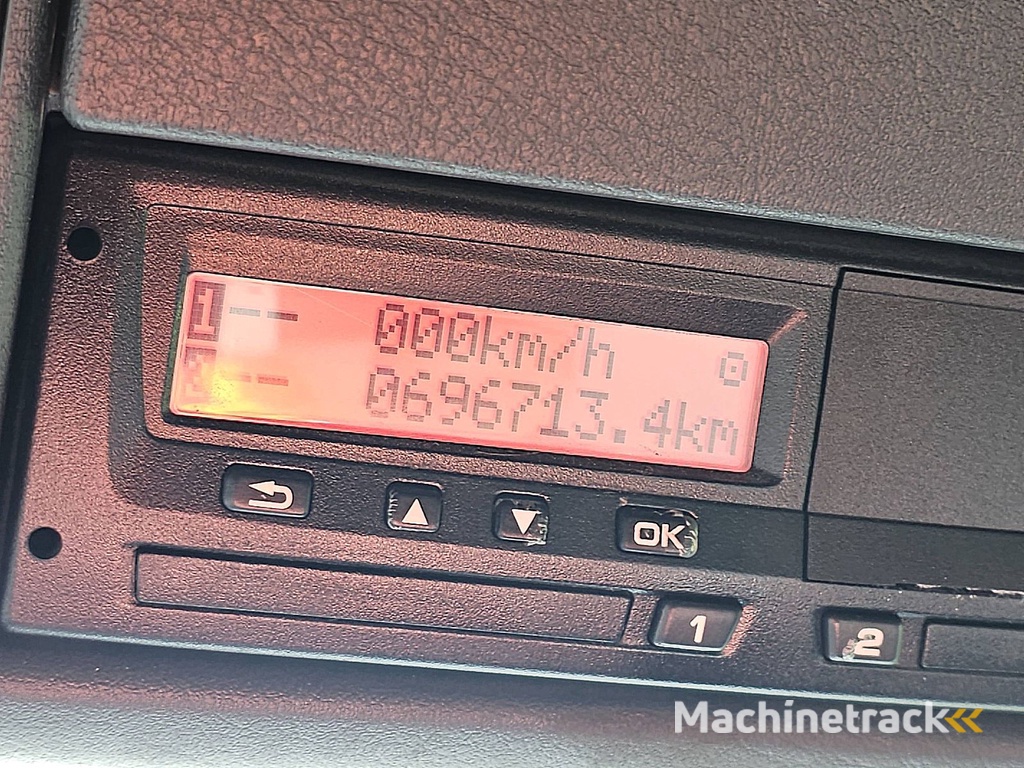 1-- 000km/h
2-- 0696713.4km
OK
1
2
Machinetrack